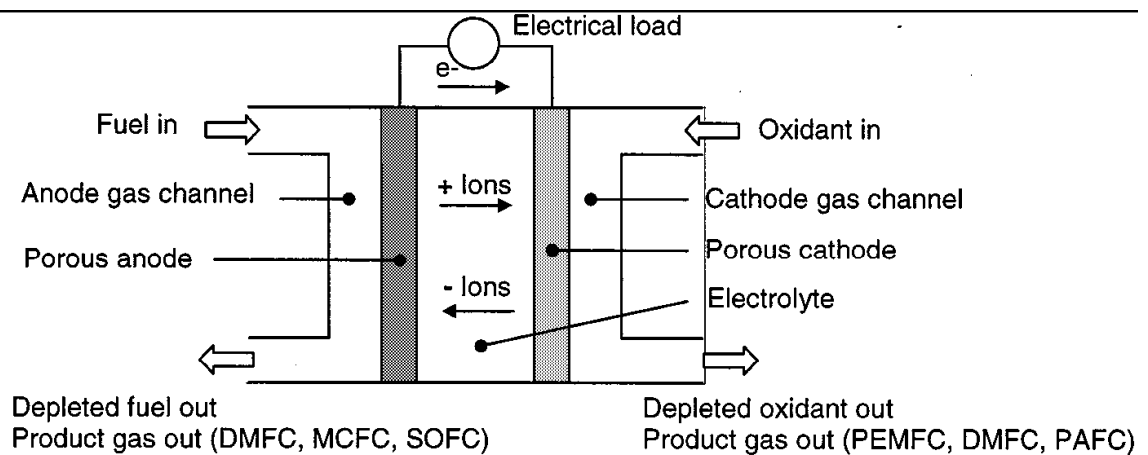 Electrical load
e-
Fuel in
Oxidant in
Anode gas channel
+ Ions
Cathode gas channel
Porous anode
Porous cathode
- Ions
Electrolyte
Depleted fuel out
Product gas out (DMFC, MCFC, SOFC)
Depleted oxidant out
Product gas out (PEMFC, DMFC, PAFC)